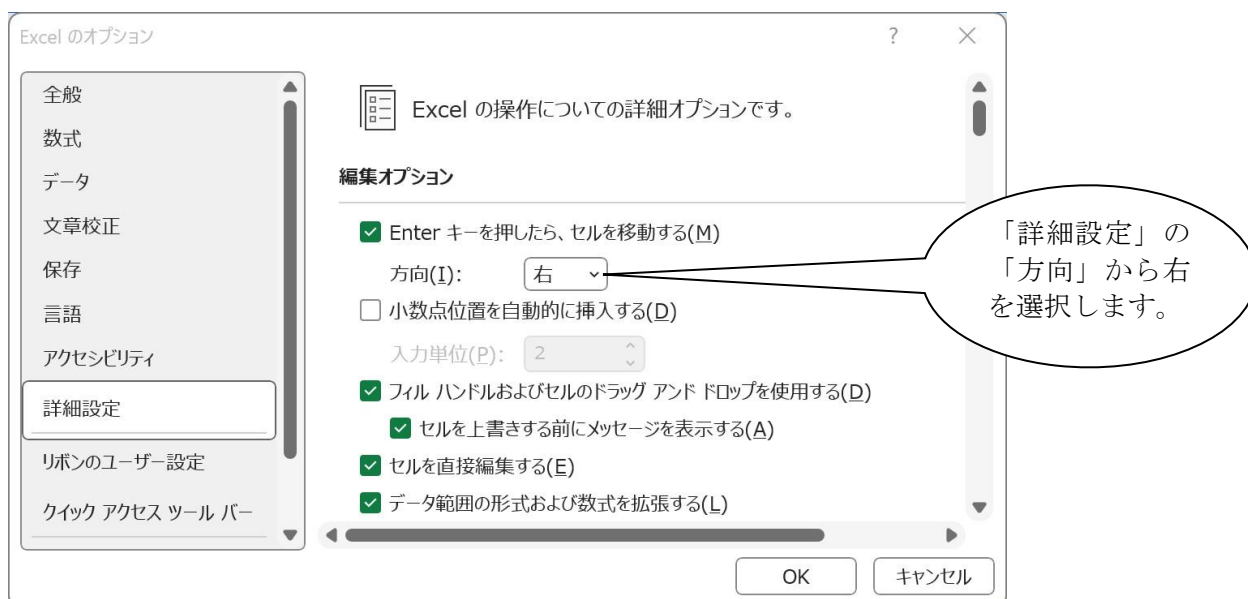 Excel のオプション
?
全般
数式
データ
文章校正
保存
言語
アクセシビリティ
詳細設定
リボンのユーザー設定
クイック アクセス ツール バー
Excel の操作についての詳細オプションです。
編集オプション
Enter キーを押したら、セルを移動する(M)
方向(I): 右
小数点位置を自動的に挿入する(D)
入力単位(P): 2
フィル ハンドルおよびセルのドラッグ アンド ドロップを使用する(D)
セルを上書きする前にメッセージを表示する(A)
セルを直接編集する(E)
データ範囲の形式および数式を拡張する(L)
OK キャンセル
「詳細設定」の
「方向」から右
を選択します。